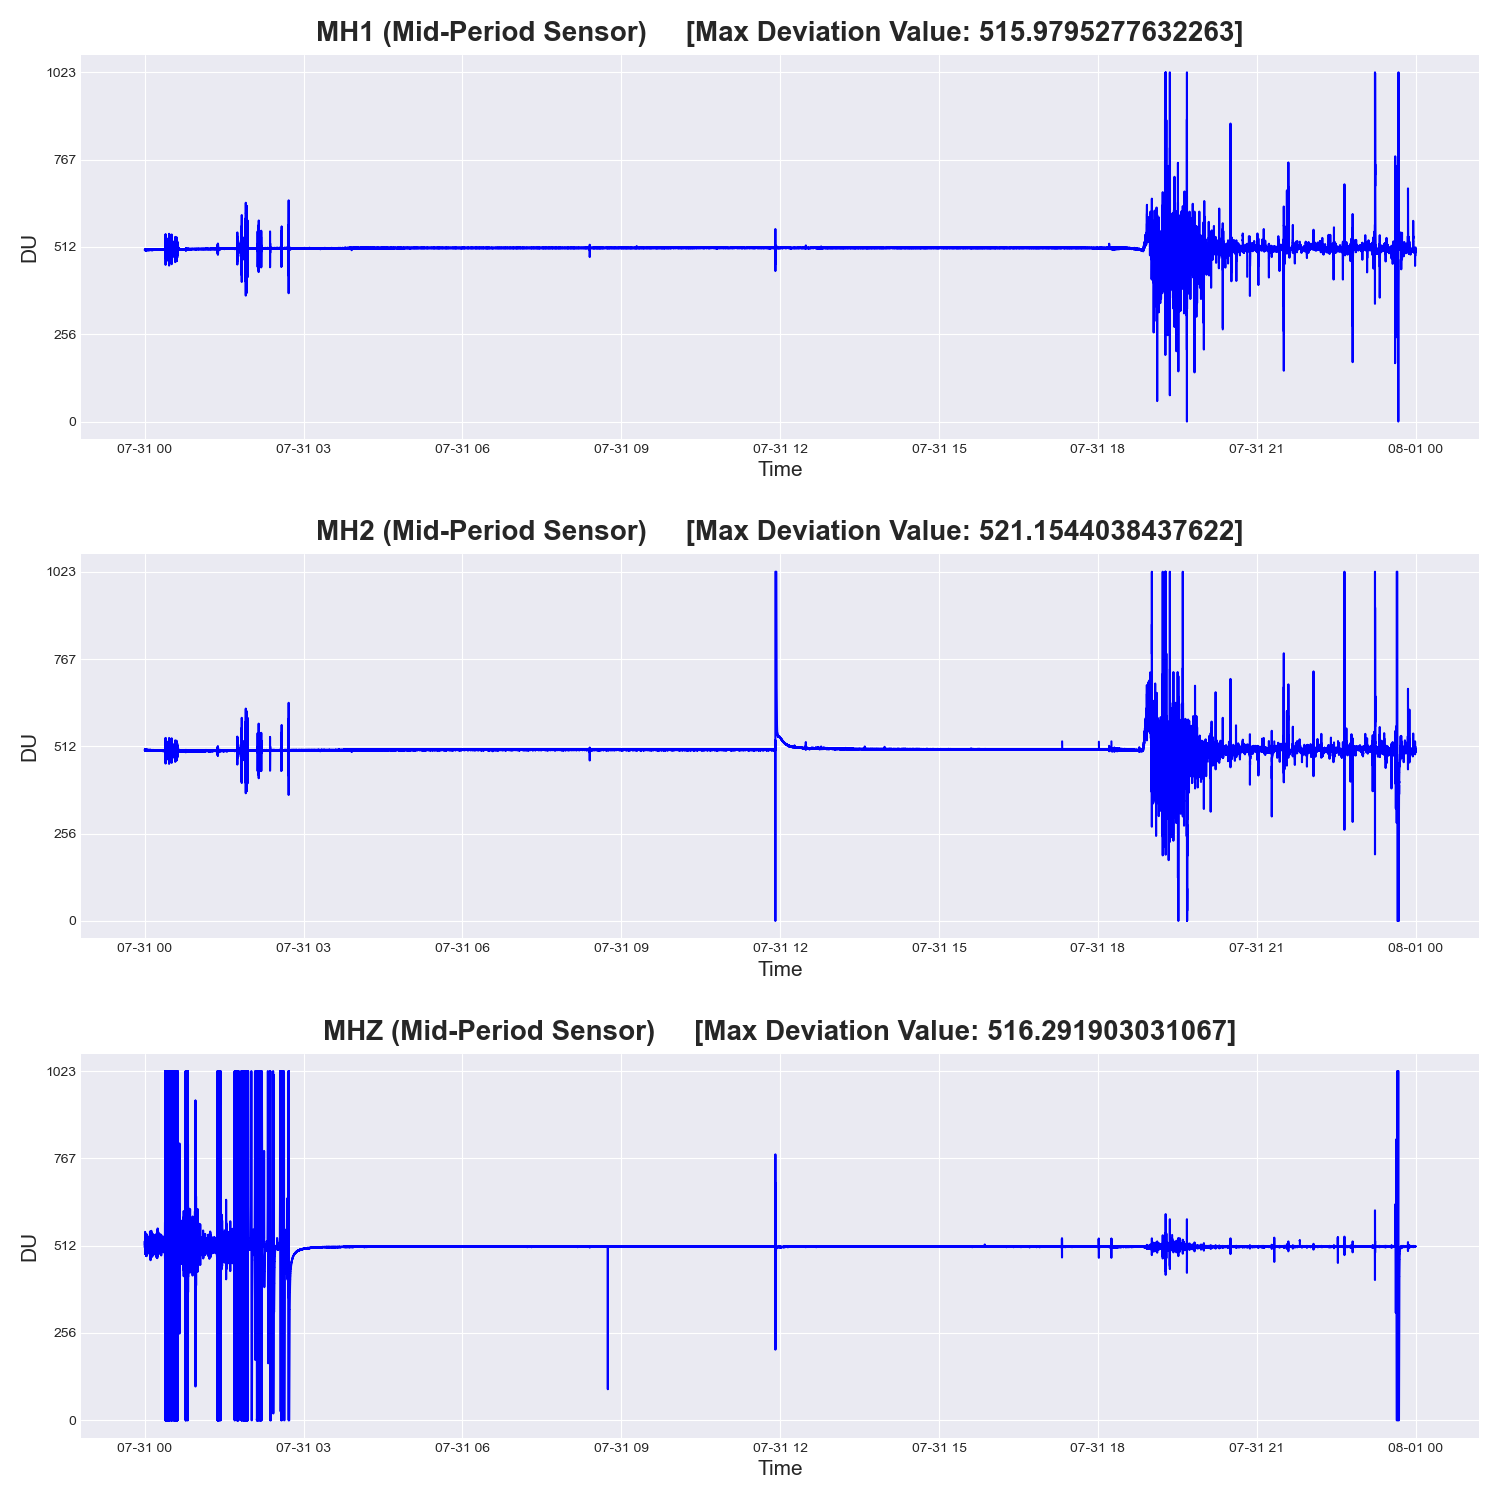 MH1 (Mid-Period Sensor) [Max Deviation Value: 515.9795277632263]
1023
767
512
256
0
DU
07-31 00 07-31 03 07-31 06 07-31 09 07-31 12 07-31 15 07-31 18 07-31 21 08-01 00
Time
MH2 (Mid-Period Sensor) [Max Deviation Value: 521.1544038437622]
1023
767
512
256
0
DU
07-31 00 07-31 03 07-31 06 07-31 09 07-31 12 07-31 15 07-31 18 07-31 21 08-01 00
Time
MHZ (Mid-Period Sensor) [Max Deviation Value: 516.291903031067]
1023
767
512
256
0
DU
07-31 00 07-31 03 07-31 06 07-31 09 07-31 12 07-31 15 07-31 18 07-31 21 08-01 00
Time